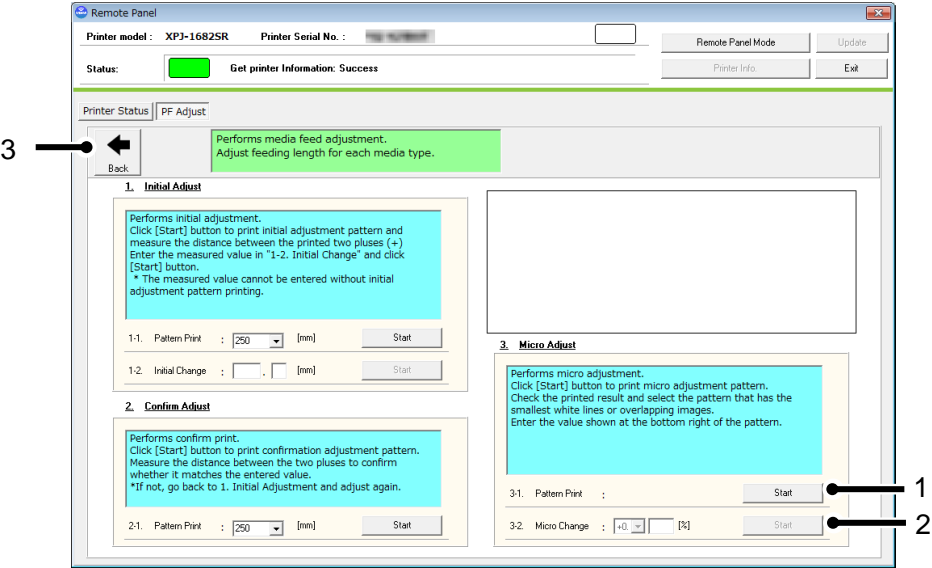 Remote Panel
Printer model : XPJ-1682SR Printer Serial No. :
Remote Panel Mode Update
Status: Get printer Information: Success
Printer Info. Exit
Printer Status PF Adjust
3
Back
Performs media feed adjustment.
Adjust feeding length for each media type.
1. Initial Adjust
Performs initial adjustment.
Click [Start] button to print initial adjustment pattern and
measure the distance between the printed two pluses (+)
Enter the measured value in "1-2. Initial Change" and click
[Start] button.
* The measured value cannot be entered without initial
adjustment pattern printing.
1-1. Pattern Print : 250 [mm] Start
1-2. Initial Change : . [mm] Start
2. Confirm Adjust
Performs confirm print.
Click [Start] button to print confirmation adjustment pattern.
Measure the distance between the two pluses to confirm
whether it matches the entered value.
*If not, go back to 1. Initial Adjustment and adjust again.
2-1. Pattern Print : 250 [mm] Start
3. Micro Adjust
Performs micro adjustment.
Click [Start] button to print micro adjustment pattern.
Check the printed result and select the pattern that has the
smallest white lines or overlapping images.
Enter the value shown at the bottom right of the pattern.
3-1. Pattern Print : Start
1
3-2. Micro Change : +0. [%] Start
2